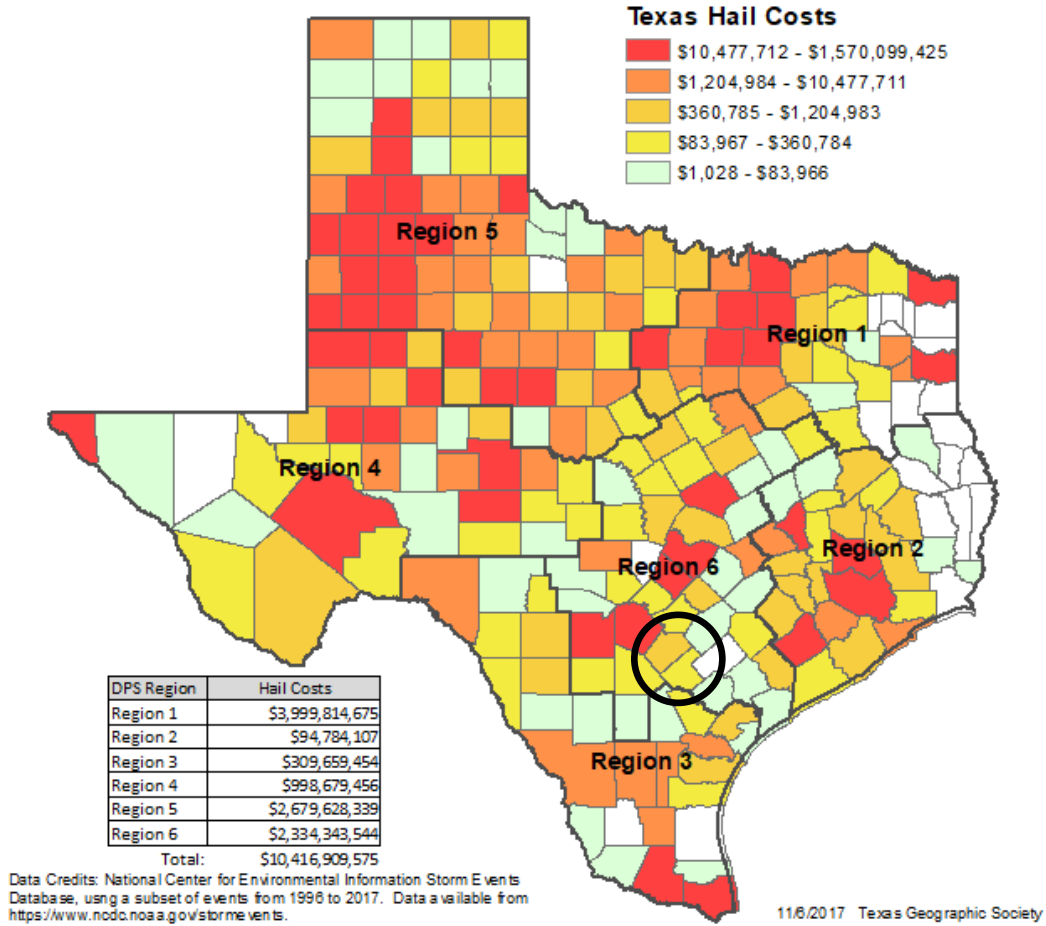 Texas Hail Costs
$10,477,712 - $1,570,099,425
$1,204,984 - $10,477,711
$360,785 - $1,204,983
$83,967 - $360,784
$1,028 - $83,966
Region 5
Region 1
Region 4
Region 2
Region 6
Region 3
DPS Region Hail Costs
Region 1 $3,999,814,675
Region 2 $94,784,107
Region 3 $309,659,454
Region 4 $998,679,456
Region 5 $2,679,628,339
Region 6 $2,334,343,544
Total: $10,416,909,575
Data Credits: National Center for Environmental Information Storm Events
Database, usng a subset of events from 1996 to 2017. Data available from
https://www.ncdc.noaa.gov/stormevents.
11/6/2017 Texas Geographic Society